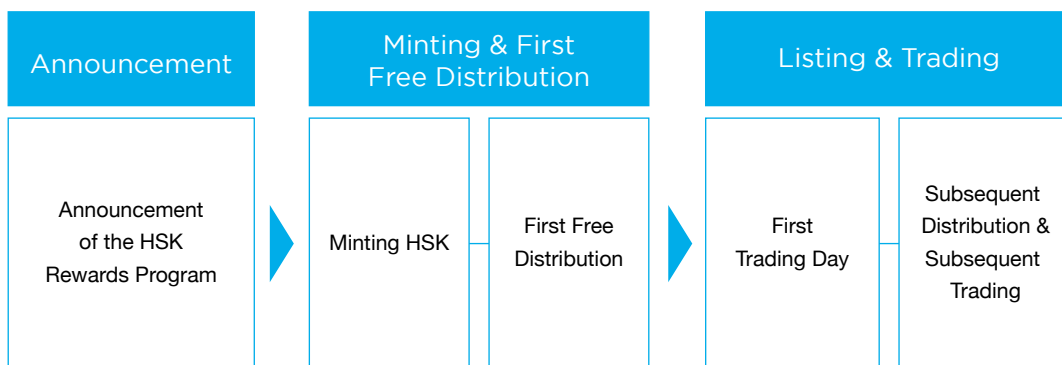 Announcement
Minting & First
Free Distribution
Listing & Trading
Announcement
of the HSK
Rewards Program
Minting HSK
First Free
Distribution
First
Trading Day
Subsequent
Distribution &
Subsequent
Trading